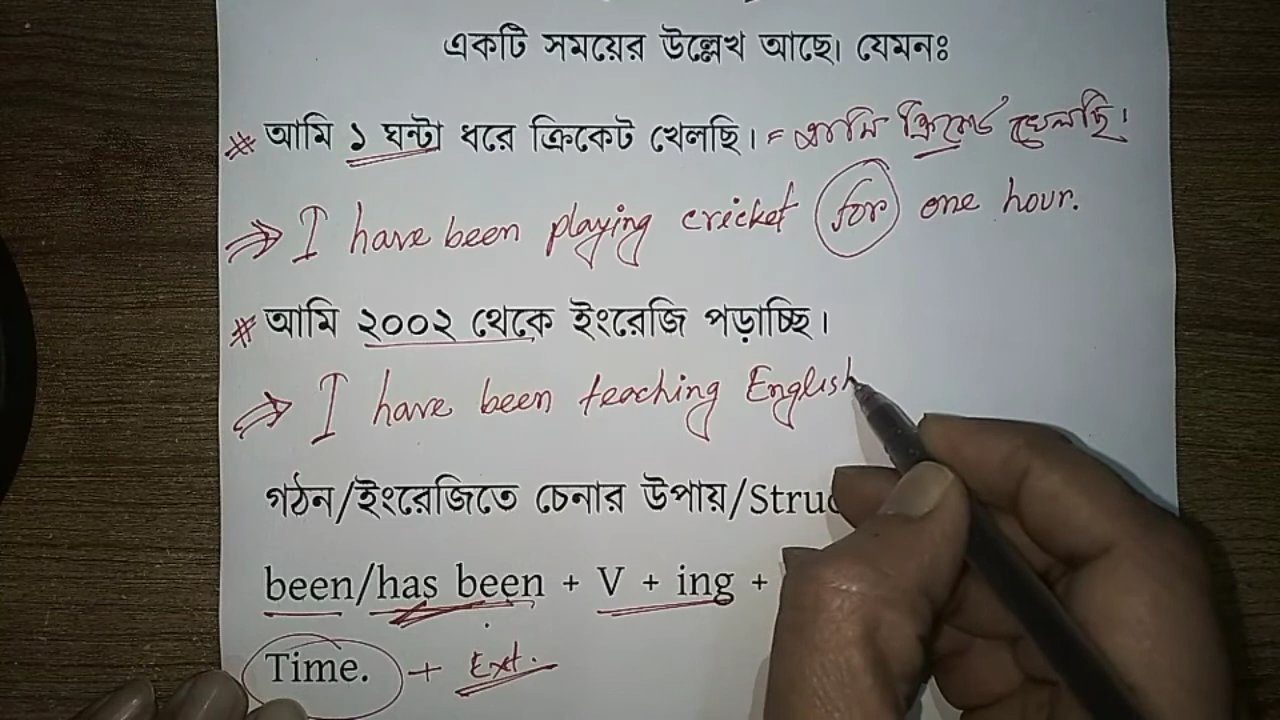 একটি সময়ের উল্লেখ আছে। যেমনঃ
# আমি ১ ঘন্টা ধরে ক্রিকেট খেলছি। = আমি ক্রিকেট খেলছি।
⇒ I have been playing cricket for one hour.
# আমি ২০০২ থেকে ইংরেজি পড়াচ্ছি।
⇒ I have been teaching English
গঠন/ইংরেজিতে চেনার উপায়/Struc
been/has been + V + ing +
Time. + Ext.